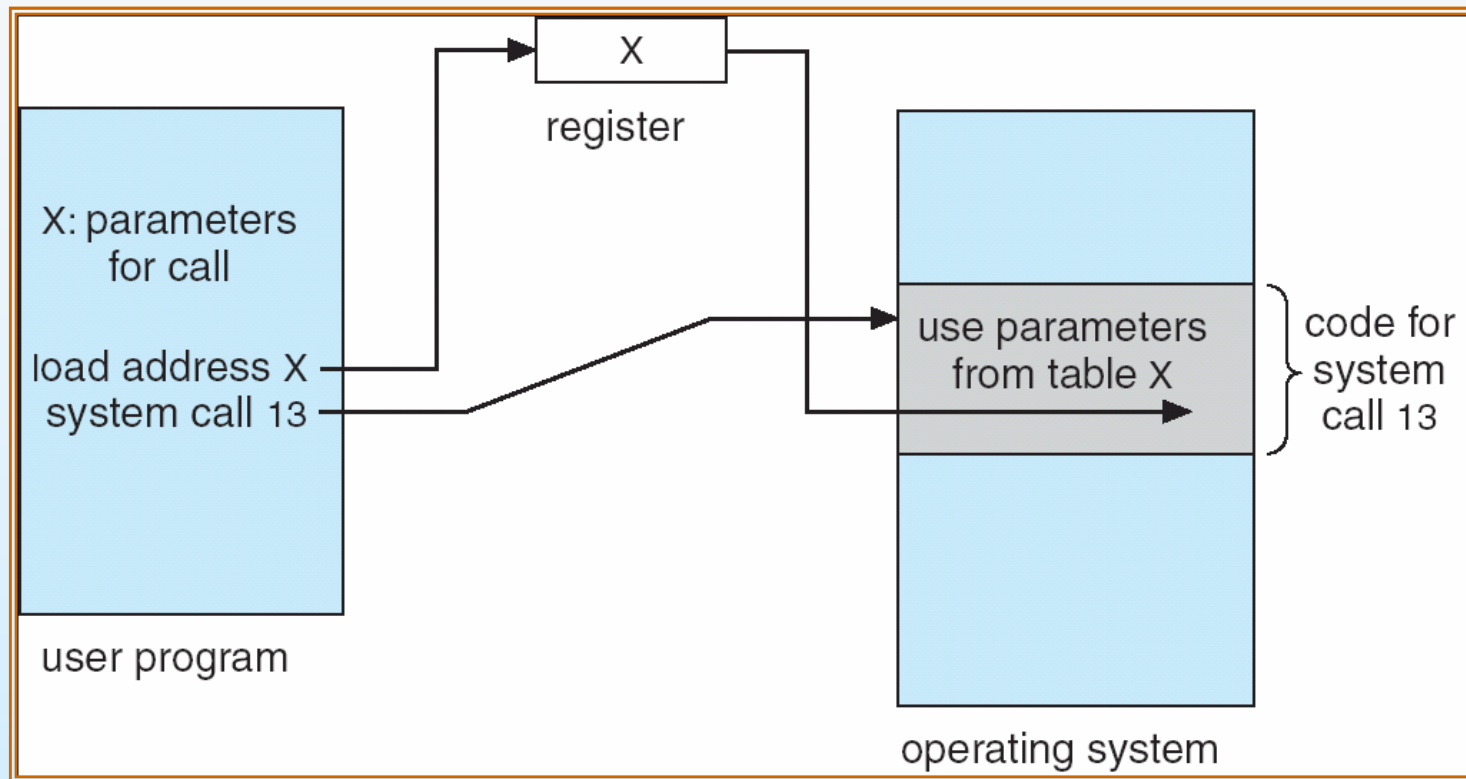 X
register
X: parameters
for call
load address X
system call 13
user program
use parameters
from table X
code for
system
call 13
operating system